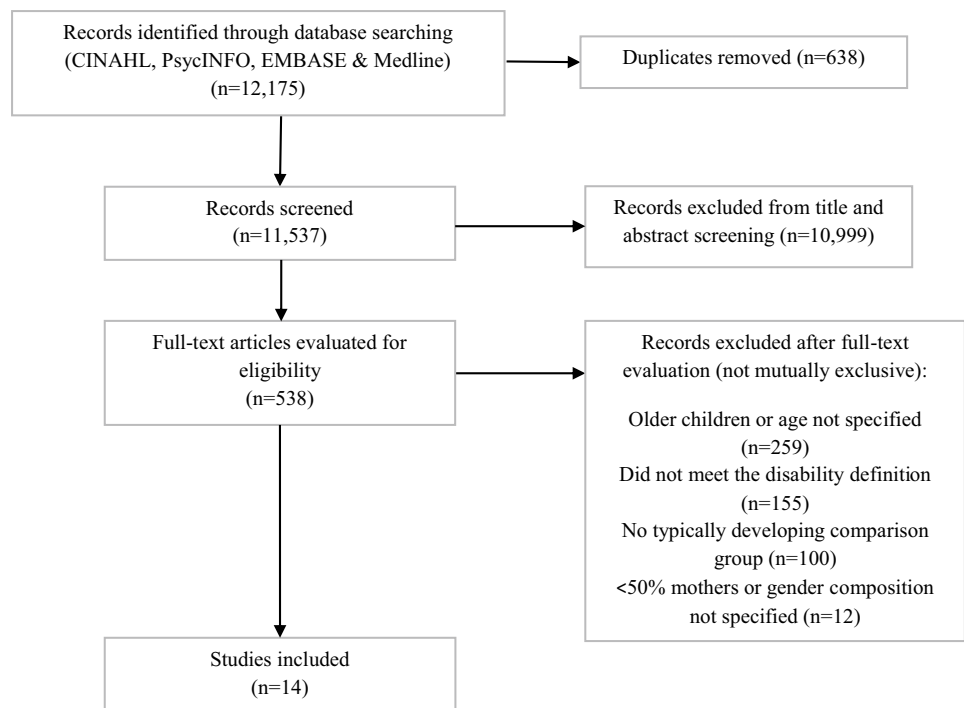 Records identified through database searching
(CINAHL, PsycINFO, EMBASE & Medline)
(n=12,175)
Duplicates removed (n=638)
Records screened
(n=11,537)
Records excluded from title and
abstract screening (n=10,999)
Full-text articles evaluated for
eligibility
(n=538)
Records excluded after full-text
evaluation (not mutually exclusive):
Older children or age not specified
(n=259)
Did not meet the disability definition
(n=155)
No typically developing comparison
group (n=100)
<50% mothers or gender composition
not specified (n=12)
Studies included
(n=14)